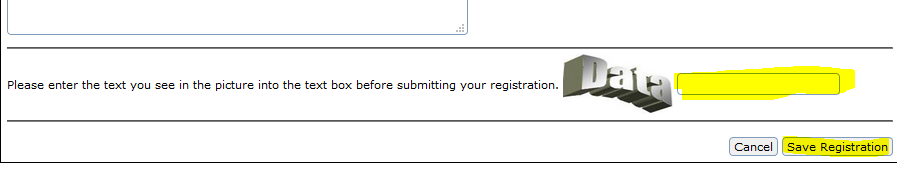 Please enter the text you see in the picture into the text box before submitting your registration. Data
Cancel Save Registration